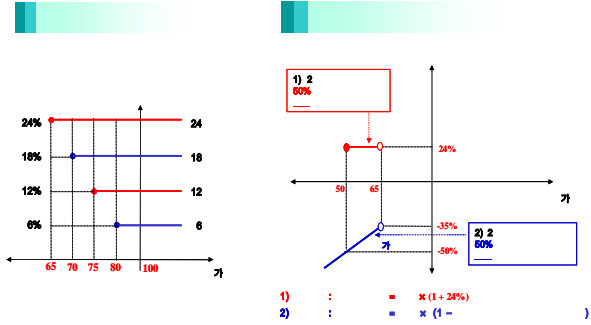 24%
24
18%
18
12%
12
6%
6
65 70 75 80 100
가
1) 2
50%
24%
50 65
가
-35%
-50%
가
2) 2
50%
1) : = × (1 + 24%)
2) : = × (1 − )